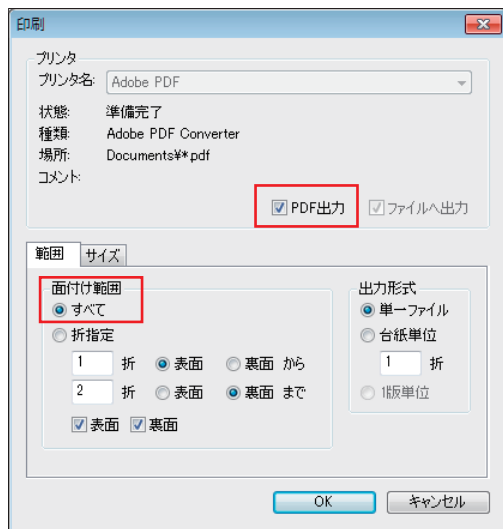 印刷
プリンタ
プリンタ名: Adobe PDF
状態: 準備完了
種類: Adobe PDF Converter
場所: Documents¥*.pdf
コメント:
PDF出力 ファイルへ出力
範囲 サイズ
面付け範囲
すべて
折指定
1 折 表面 裏面 から
2 折 表面 裏面 まで
表面 裏面
出力形式
単一ファイル
台紙単位
1 折
1版単位
OK キャンセル